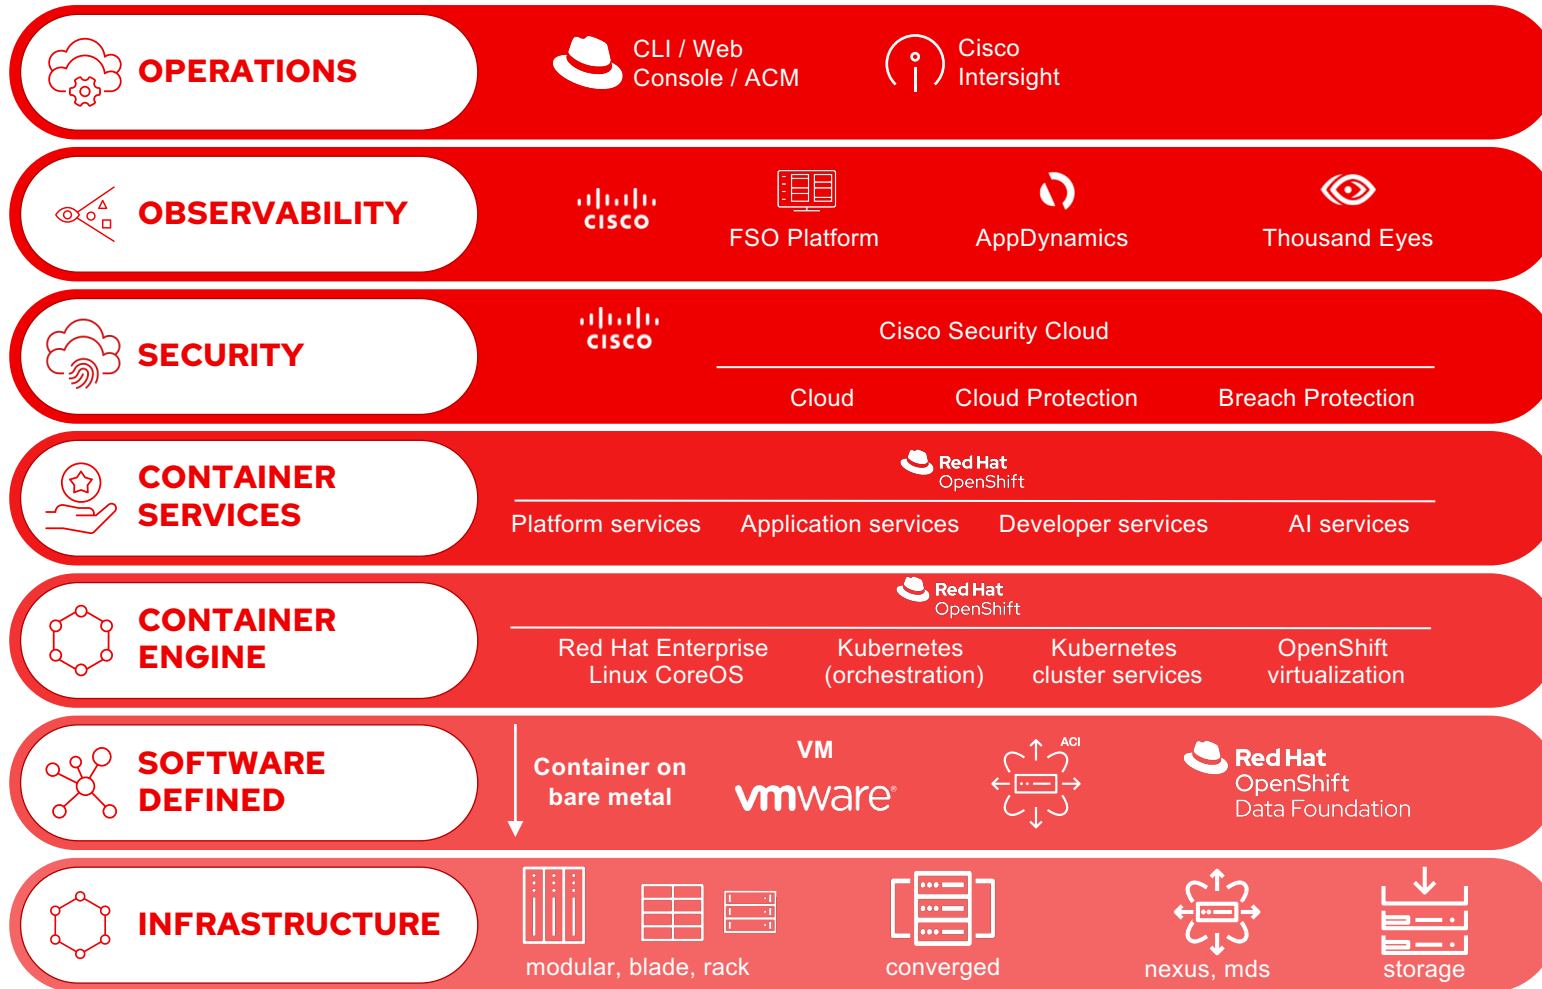 OPERATIONS
CLI / Web
Console / ACM
Cisco
Intersight
OBSERVABILITY
CISCO
FSO Platform
AppDynamics
Thousand Eyes
SECURITY
CISCO
Cisco Security Cloud
Cloud
Cloud Protection
Breach Protection
CONTAINER
SERVICES
Red Hat
OpenShift
Platform services
Application services
Developer services
AI services
CONTAINER
ENGINE
Red Hat
OpenShift
Red Hat Enterprise
Linux CoreOS
Kubernetes
(orchestration)
Kubernetes
cluster services
OpenShift
virtualization
SOFTWARE
DEFINED
Container on
bare metal
VM
vmware®
ACI
Red Hat
OpenShift
Data Foundation
INFRASTRUCTURE
modular, blade, rack
converged
nexus, mds
storage